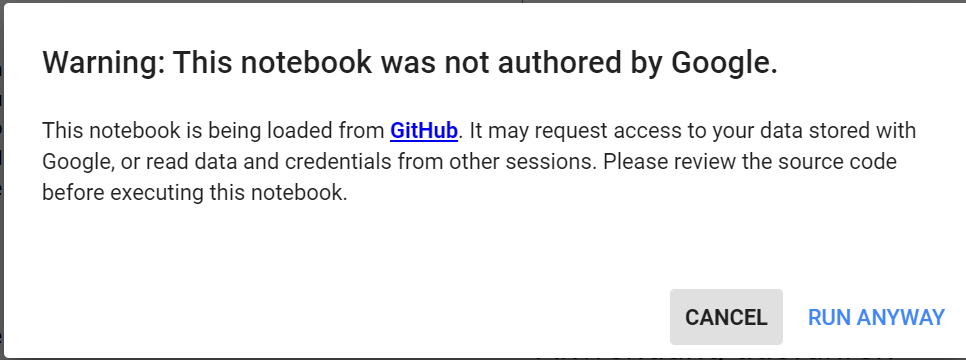 Warning: This notebook was not authored by Google.
This notebook is being loaded from GitHub. It may request access to your data stored with
Google, or read data and credentials from other sessions. Please review the source code
before executing this notebook.
CANCEL RUN ANYWAY